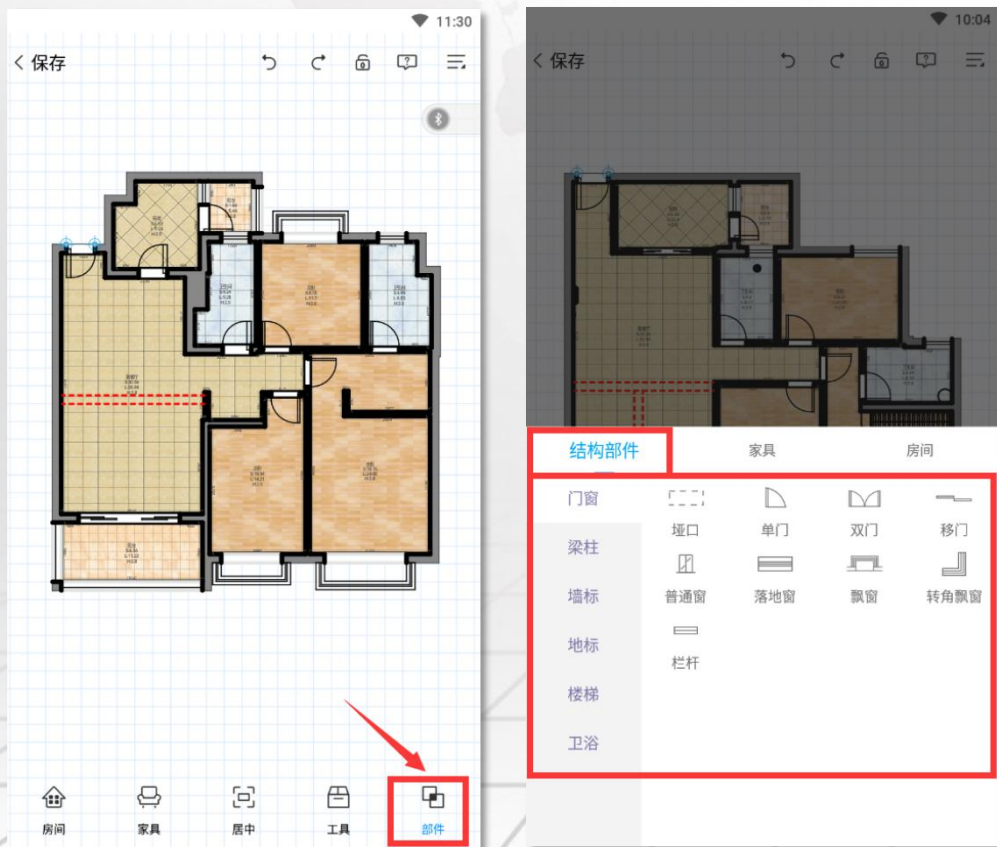 11:30
保存
房间
家具
居中
工具
部件
10:04
保存
结构部件
家具
房间
门窗
梁柱
墙标
地标
楼梯
卫浴
垭口
单门
双门
移门
普通窗
落地窗
飘窗
转角飘窗
栏杆